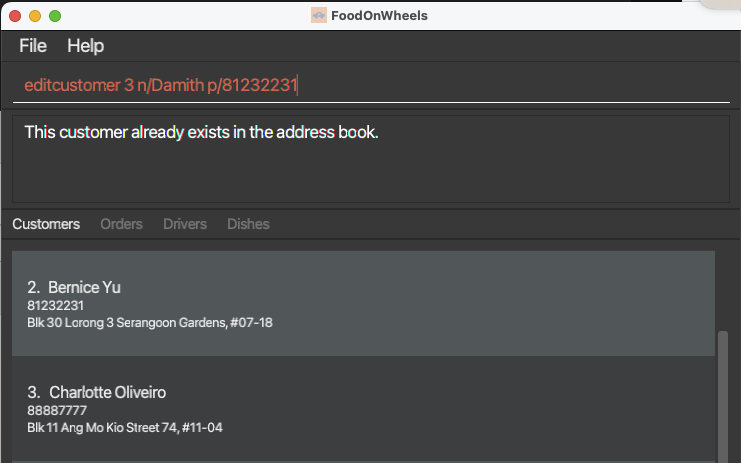 FoodOnWheels
File Help
editcustomer 3 n/Damith p/81232231
This customer already exists in the address book.
Customers Orders Drivers Dishes
2. Bernice Yu
81232231
Blk 30 Lorong 3 Serangoon Gardens, #07-18
3. Charlotte Oliveiro
88887777
Blk 11 Ang Mo Kio Street 74, #11-04